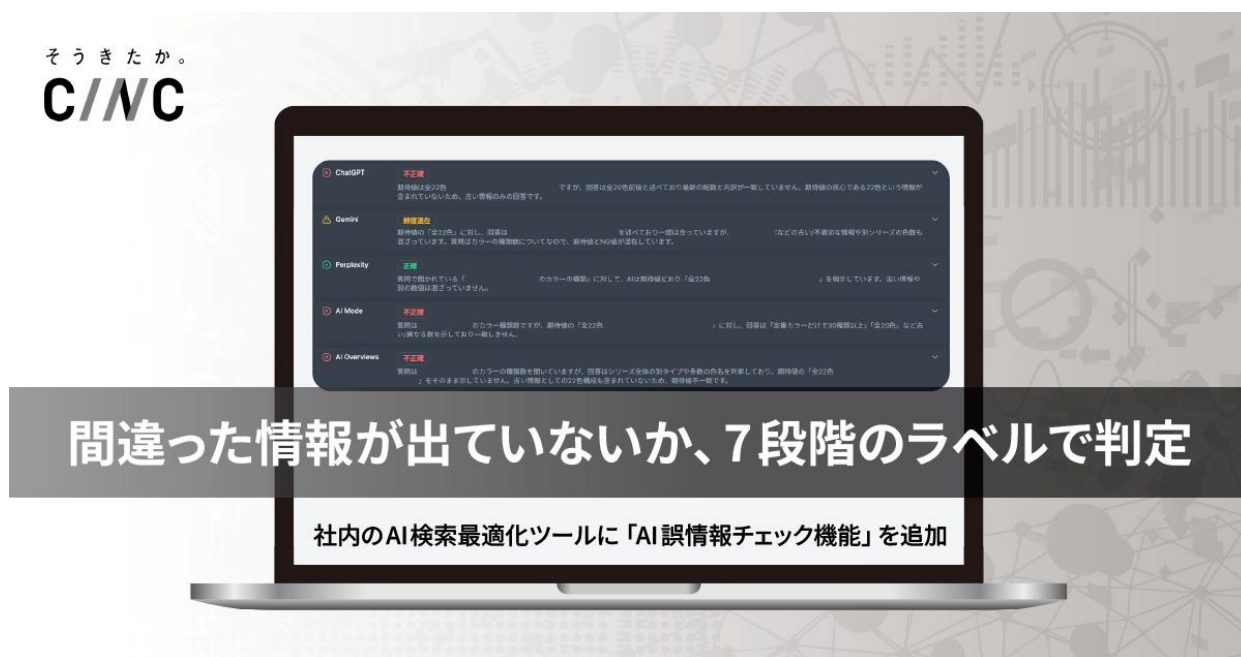 そうきたか。
CINC
ChatGPT 不正確
期待値は全22色 ですが、回答は全20色前後と述べており最新の総数と内訳が一致していません。期待値の核心である22色という情報が
含まれていないため、古い情報のみの回答です。
Gemini 鮮度混在
期待値の「全22色」に対し、回答は を述べており一部は合っていますが、 などの古い/不適切な情報や別シリーズの色数も
混ざっています。質問はカラーの種類数についてなので、期待値とNG値が混在しています。
Perplexity 正確
質問で聞かれている「 のカラーの種類」に対して、AIは期待値どおり「全22色 」を明示しています。古い情報や
別の数値は混ざっていません。
AI Mode 不正確
質問は のカラー種類数ですが、期待値の「全22色 」に対し、回答は「定番カラーだけで30種類以上」「全20色」など古
い/異なる数を示しており一致しません。
AI Overviews 不正確
質問は のカラーの種類数を聞いていますが、回答はシリーズ全体の別タイプや多数の色名を列挙しており、期待値の「全22色
」をそのまま示していません。古い情報としての22色構成も含まれていないため、期待値不一致です。
間違った情報が出ていないか、7段階のラベルで判定
社内のAI検索最適化ツールに「AI誤情報チェック機能」を追加